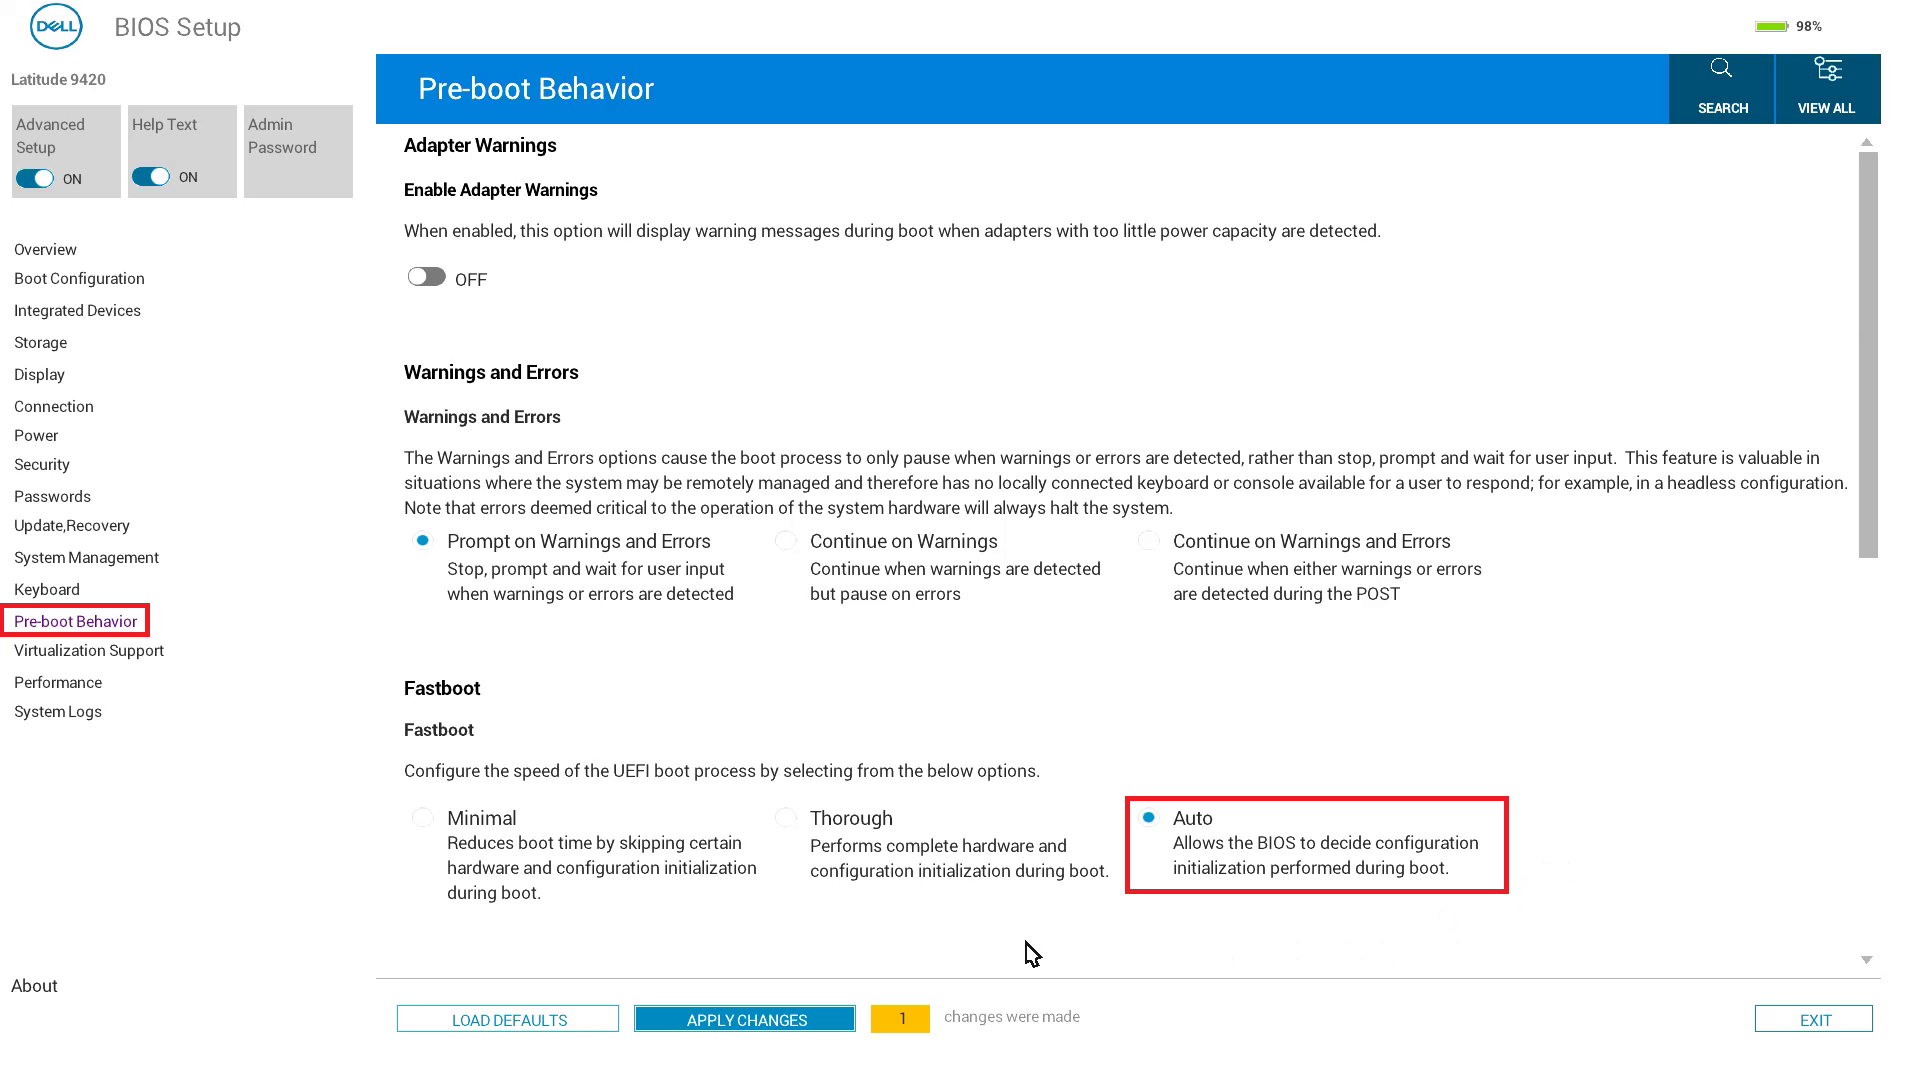 DELL BIOS Setup
98%
Latitude 9420
Advanced
Setup
ON
Help Text
ON
Admin
Password
Overview
Boot Configuration
Integrated Devices
Storage
Display
Connection
Power
Security
Passwords
Update,Recovery
System Management
Keyboard
Pre-boot Behavior
Virtualization Support
Performance
System Logs
About
Pre-boot Behavior
SEARCH
VIEW ALL
Adapter Warnings
Enable Adapter Warnings
When enabled, this option will display warning messages during boot when adapters with too little power capacity are detected.
OFF
Warnings and Errors
Warnings and Errors
The Warnings and Errors options cause the boot process to only pause when warnings or errors are detected, rather than stop, prompt and wait for user input.  This feature is valuable in
situations where the system may be remotely managed and therefore has no locally connected keyboard or console available for a user to respond; for example, in a headless configuration.
Note that errors deemed critical to the operation of the system hardware will always halt the system.
Prompt on Warnings and Errors
Stop, prompt and wait for user input
when warnings or errors are detected
Continue on Warnings
Continue when warnings are detected
but pause on errors
Continue on Warnings and Errors
Continue when either warnings or errors
are detected during the POST
Fastboot
Fastboot
Configure the speed of the UEFI boot process by selecting from the below options.
Minimal
Reduces boot time by skipping certain
hardware and configuration initialization
during boot.
Thorough
Performs complete hardware and
configuration initialization during boot.
Auto
Allows the BIOS to decide configuration
initialization performed during boot.
LOAD DEFAULTS
APPLY CHANGES
1 changes were made
EXIT